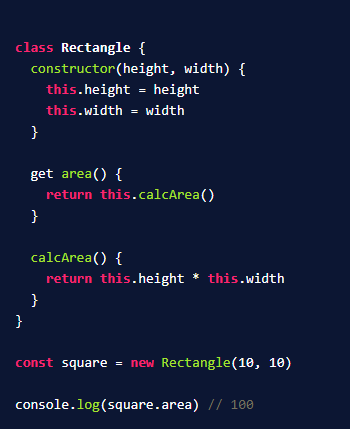 class Rectangle {
  constructor(height, width) {
    this.height = height
    this.width = width
  }

  get area() {
    return this.calcArea()
  }

  calcArea() {
    return this.height * this.width
  }
}

const square = new Rectangle(10, 10)

console.log(square.area) // 100